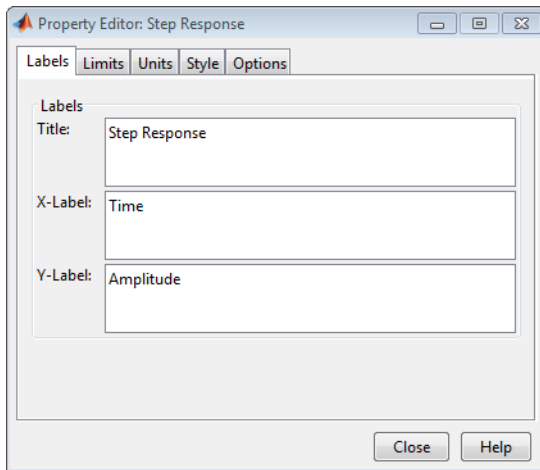 Property Editor: Step Response
Labels Limits Units Style Options
Labels
Title: Step Response
X-Label: Time
Y-Label: Amplitude
Close Help